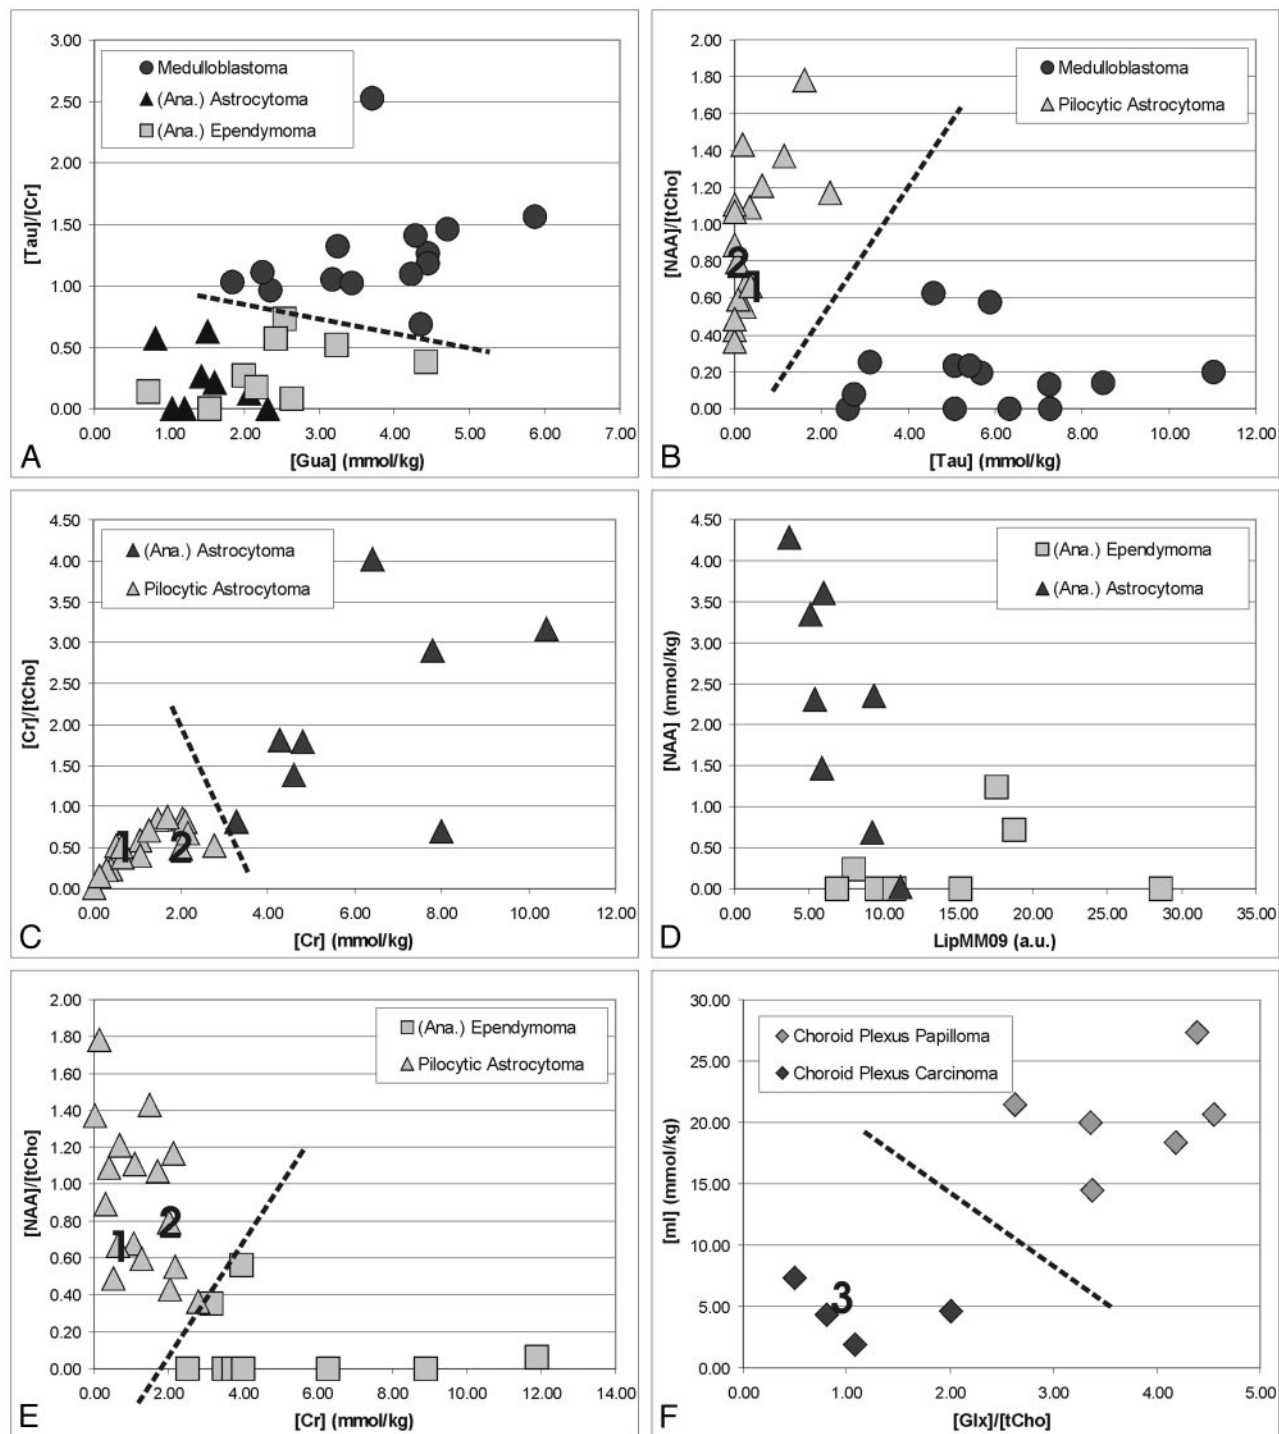 3.00
2.50
2.00
1.50
1.00
0.50
0.00
[Tau]/[Cr]
Medulloblastoma
(Ana.) Astrocytoma
(Ana.) Ependymoma
0.00 1.00 2.00 3.00 4.00 5.00 6.00 7.00
[Gua] (mmol/kg)
A
2.00
1.80
1.60
1.40
1.20
1.00
0.80
0.60
0.40
0.20
0.00
[NAA]/[tCho]
Medulloblastoma
Pilocytic Astrocytoma
2
1
0.00 2.00 4.00 6.00 8.00 10.00 12.00
[Tau] (mmol/kg)
B
4.50
4.00
3.50
3.00
2.50
2.00
1.50
1.00
0.50
0.00
[Cr]/[tCho]
(Ana.) Astrocytoma
Pilocytic Astrocytoma
1 2
0.00 2.00 4.00 6.00 8.00 10.00 12.00
[Cr] (mmol/kg)
C
4.50
4.00
3.50
3.00
2.50
2.00
1.50
1.00
0.50
0.00
[NAA] (mmol/kg)
(Ana.) Ependymoma
(Ana.) Astrocytoma
0.00 5.00 10.00 15.00 20.00 25.00 30.00 35.00
LipMM09 (a.u.)
D
2.00
1.80
1.60
1.40
1.20
1.00
0.80
0.60
0.40
0.20
0.00
[NAA]/[tCho]
(Ana.) Ependymoma
Pilocytic Astrocytoma
2
1
0.00 2.00 4.00 6.00 8.00 10.00 12.00 14.00
[Cr] (mmol/kg)
E
30.00
25.00
20.00
15.00
10.00
5.00
0.00
[mI] (mmol/kg)
Choroid Plexus Papilloma
Choroid Plexus Carcinoma
3
0.00 1.00 2.00 3.00 4.00 5.00
[Glx]/[tCho]
F